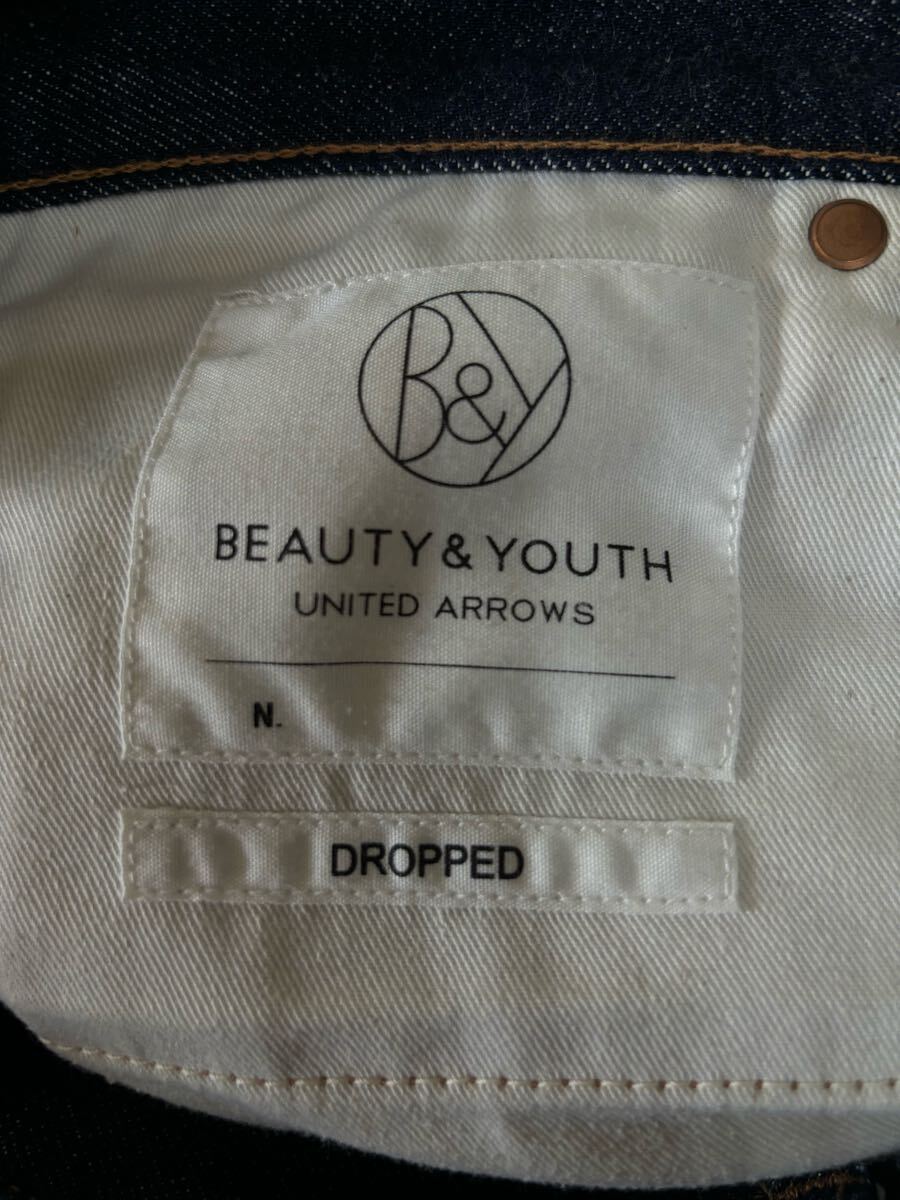 B&Y
BEAUTY & YOUTH
UNITED ARROWS
N.
DROPPED